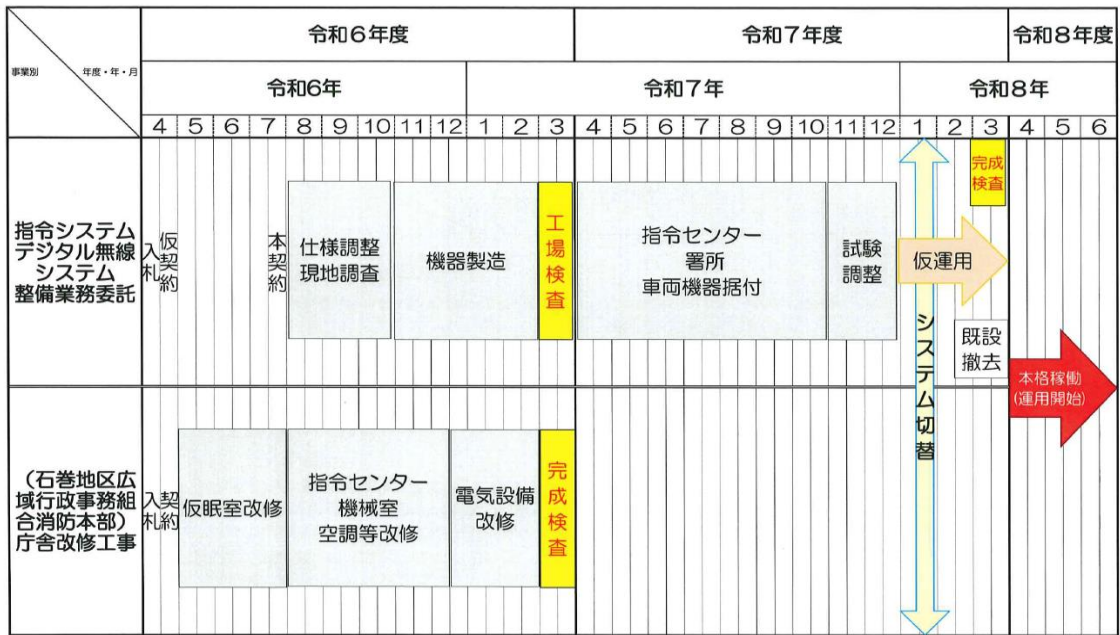 令和6年度
令和7年度
令和8年度
事業別
年度・年・月
令和6年
令和7年
令和8年
4 5 6 7 8 9 10 11 12 1 2 3 4 5 6 7 8 9 10 11 12 1 2 3 4 5 6
指令システム
デジタル無線
システム
整備業務委託
入札
仮契約
本契約
仕様調整
現地調査
機器製造
工場検査
指令センター
署所
車両機器据付
試験
調整
システム切替
仮運用
完成
検査
既設
撤去
本格稼働
(運用開始)
(石巻地区広
域行政事務組
合消防本部)
庁舎改修工事
入札
契約
仮眠室改修
指令センター
機械室
空調等改修
電気設備
改修
完成検査